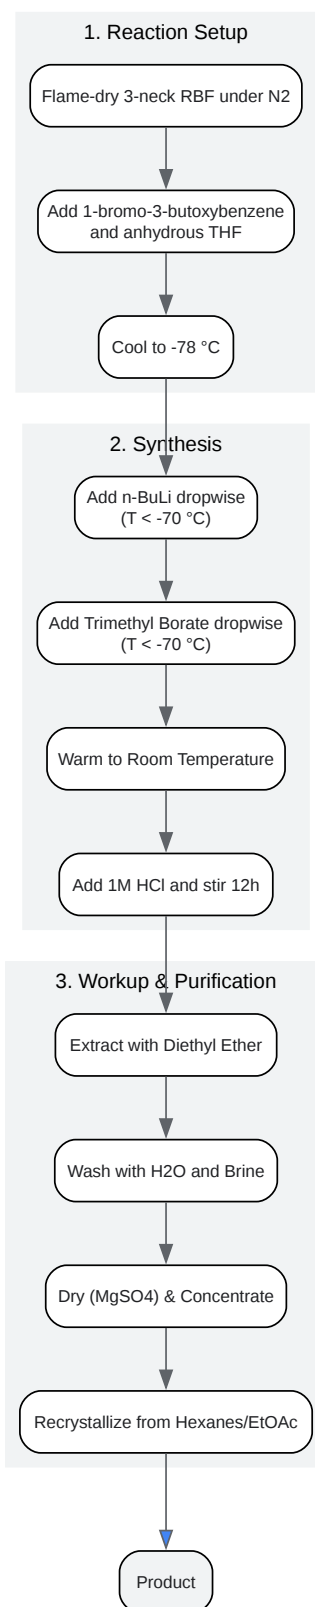 1. Reaction Setup
Flame-dry 3-neck RBF under N2
Add 1-bromo-3-butoxybenzene
and anhydrous THF
Cool to -78 °C
2. Synthesis
Add n-BuLi dropwise
(T < -70 °C)
Add Trimethyl Borate dropwise
(T < -70 °C)
Warm to Room Temperature
Add 1M HCl and stir 12h
3. Workup & Purification
Extract with Diethyl Ether
Wash with H2O and Brine
Dry (MgSO4) & Concentrate
Recrystallize from Hexanes/EtOAc
Product